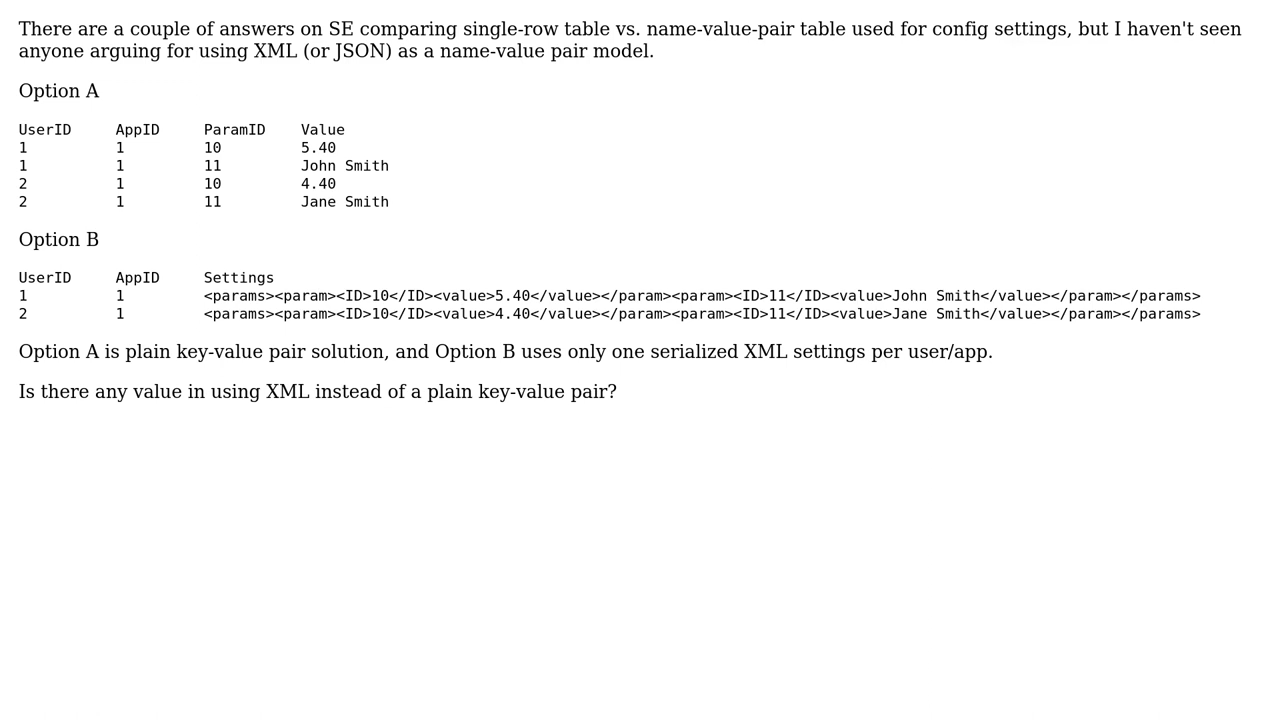 There are a couple of answers on SE comparing single-row table vs. name-value-pair table used for config settings, but I haven't seen
anyone arguing for using XML (or JSON) as a name-value pair model.
Option A
UserID     AppID     ParamID    Value
1          1         10         5.40
1          1         11         John Smith
2          1         10         4.40
2          1         11         Jane Smith
Option B
UserID     AppID     Settings
1          1         <params><param><ID>10</ID><value>5.40</value></param><param><ID>11</ID><value>John Smith</value></param></params>
2          1         <params><param><ID>10</ID><value>4.40</value></param><param><ID>11</ID><value>Jane Smith</value></param></params>
Option A is plain key-value pair solution, and Option B uses only one serialized XML settings per user/app.
Is there any value in using XML instead of a plain key-value pair?